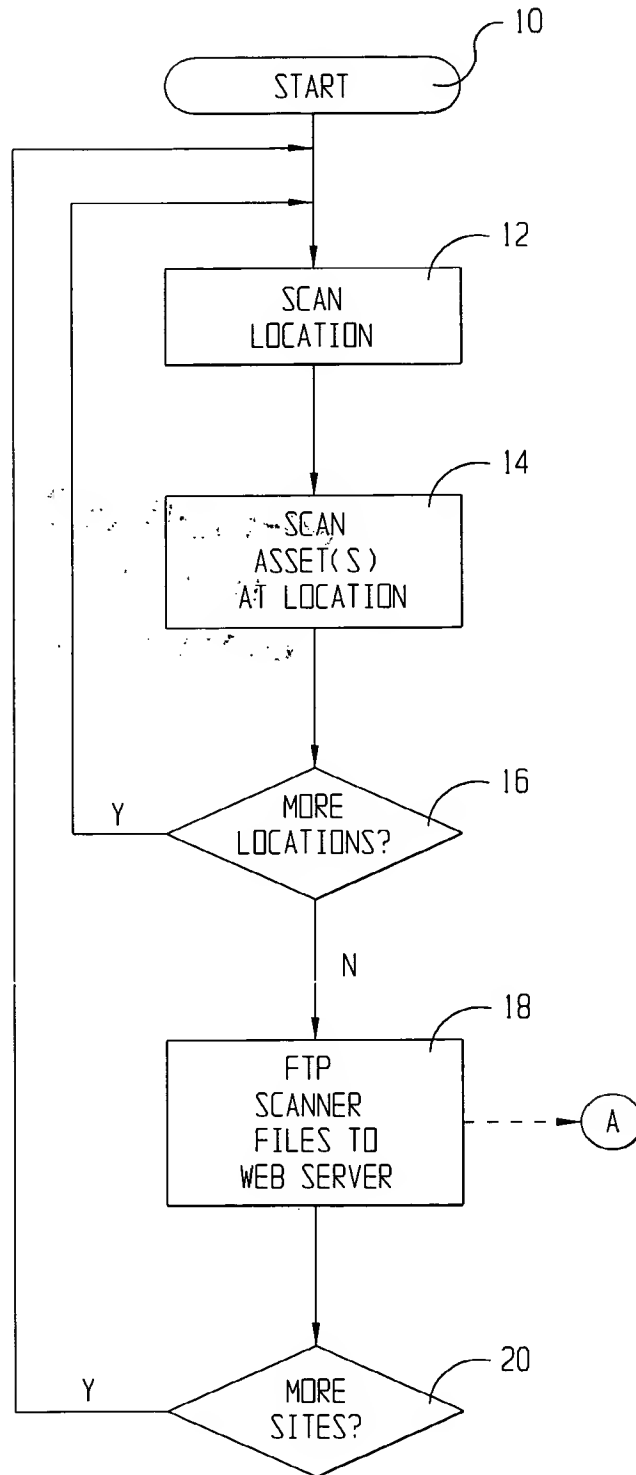 10
START
12
SCAN
LOCATION
14
SCAN
ASSET(S)
AT LOCATION
16
MORE
LOCATIONS?
Y
N
18
FTP
SCANNER
FILES TO
WEB SERVER
A
20
MORE
SITES?
Y